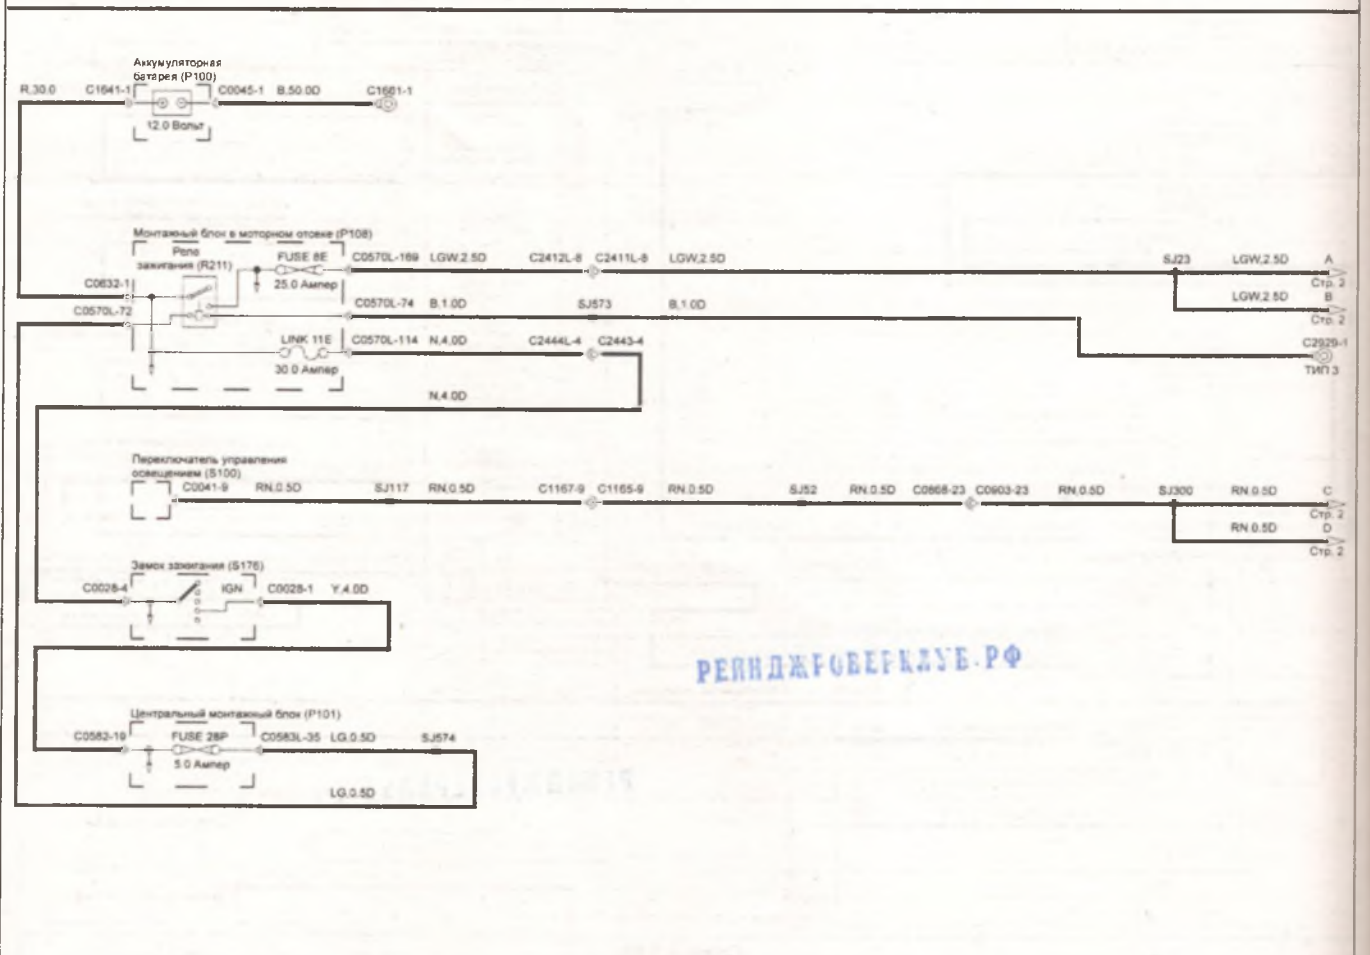 Аккумуляторная
батарея (P100)
R,30.0 C1641-1 C0045-1 B,50.0D C1661-1
12.0 Вольт
Монтажный блок в моторном отсеке (P108)
Реле
зажигания (R211)
FUSE 8E
25.0 Ампер
C0570L-169 LGW,2.5D C2412L-8 C2411L-8 LGW,2.5D SJ23 LGW,2.5D A
Стр. 2
C0632-1
LGW,2.5D B
Стр. 2
C0570L-72
C0570L-74 B,1.0D SJ573 B,1.0D
C2929-1
ТИП 3
LINK 11E
30.0 Ампер
C0570L-114 N,4.0D C2444L-4 C2443-4
N,4.0D
Переключатель управления
освещением (S100)
C0041-9 RN,0.5D SJ117 RN,0.5D C1167-9 C1165-9 RN,0.5D SJ52 RN,0.5D C0868-23 C0903-23 RN,0.5D SJ300 RN,0.5D C
Стр. 2
RN,0.5D D
Стр. 2
Замок зажигания (S176)
C0028-4 IGN C0028-1 Y,4.0D
РЕЙНДЖРОВЕРКЛУБ.РФ
Центральный монтажный блок (P101)
C0582-19 FUSE 28P C0583L-35 LG,0.5D SJ574
5.0 Ампер
LG,0.5D